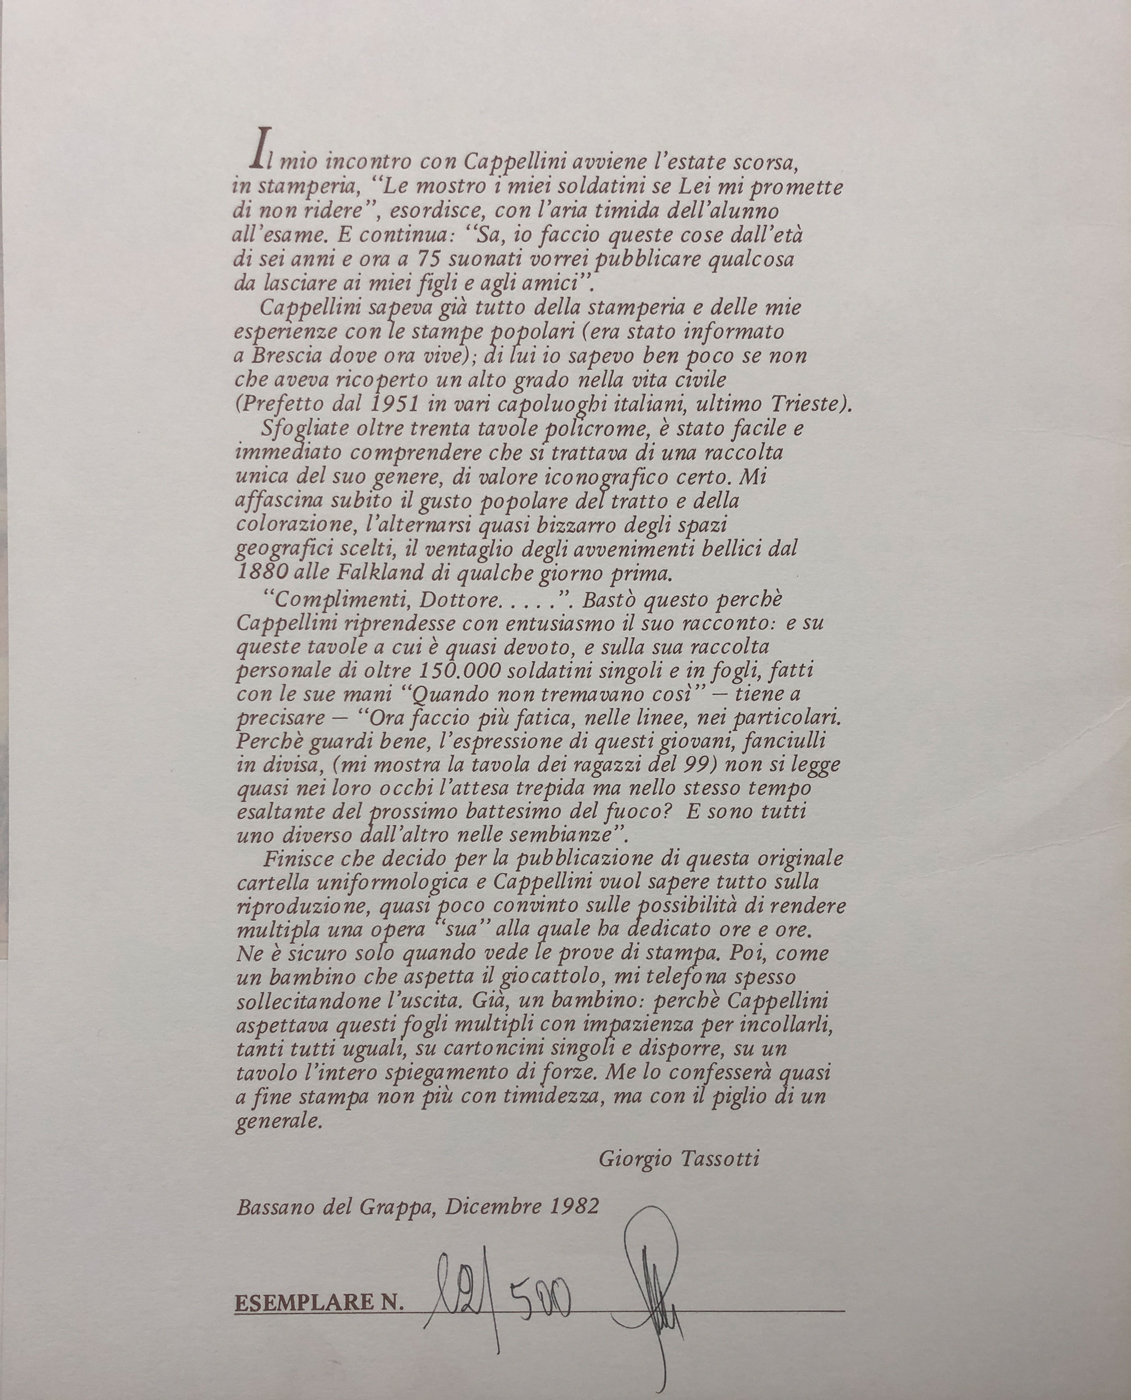 Il mio incontro con Cappellini avviene l'estate scorsa,
in stamperia, “Le mostro i miei soldatini se Lei mi promette
di non ridere”, esordisce, con l'aria timida dell'alunno
all'esame. E continua: “Sa, io faccio queste cose dall'età
di sei anni e ora a 75 suonati vorrei pubblicare qualcosa
da lasciare ai miei figli e agli amici”.
Cappellini sapeva già tutto della stamperia e delle mie
esperienze con le stampe popolari (era stato informato
a Brescia dove ora vive); di lui io sapevo ben poco se non
che aveva ricoperto un alto grado nella vita civile
(Prefetto dal 1951 in vari capoluoghi italiani, ultimo Trieste).
Sfogliate oltre trenta tavole policrome, è stato facile e
immediato comprendere che si trattava di una raccolta
unica del suo genere, di valore iconografico certo. Mi
affascina subito il gusto popolare del tratto e della
colorazione, l'alternarsi quasi bizzarro degli spazi
geografici scelti, il ventaglio degli avvenimenti bellici dal
1880 alle Falkland di qualche giorno prima.
“Complimenti, Dottore. . . . .”. Bastò questo perchè
Cappellini riprendesse con entusiasmo il suo racconto: e su
queste tavole a cui è quasi devoto, e sulla sua raccolta
personale di oltre 150.000 soldatini singoli e in fogli, fatti
con le sue mani “Quando non tremavano così” — tiene a
precisare — “Ora faccio più fatica, nelle linee, nei particolari.
Perchè guardi bene, l'espressione di questi giovani, fanciulli
in divisa, (mi mostra la tavola dei ragazzi del 99) non si legge
quasi nei loro occhi l'attesa trepida ma nello stesso tempo
esaltante del prossimo battesimo del fuoco? E sono tutti
uno diverso dall'altro nelle sembianze”.
Finisce che decido per la pubblicazione di questa originale
cartella uniformologica e Cappellini vuol sapere tutto sulla
riproduzione, quasi poco convinto sulle possibilità di rendere
multipla una opera “sua” alla quale ha dedicato ore e ore.
Ne è sicuro solo quando vede le prove di stampa. Poi, come
un bambino che aspetta il giocattolo, mi telefona spesso
sollecitandone l'uscita. Già, un bambino: perchè Cappellini
aspettava questi fogli multipli con impazienza per incollarli,
tanti tutti uguali, su cartoncini singoli e disporre, su un
tavolo l'intero spiegamento di forze. Me lo confesserà quasi
a fine stampa non più con timidezza, ma con il piglio di un
generale.
Giorgio Tassotti
Bassano del Grappa, Dicembre 1982
ESEMPLARE N. 12/500